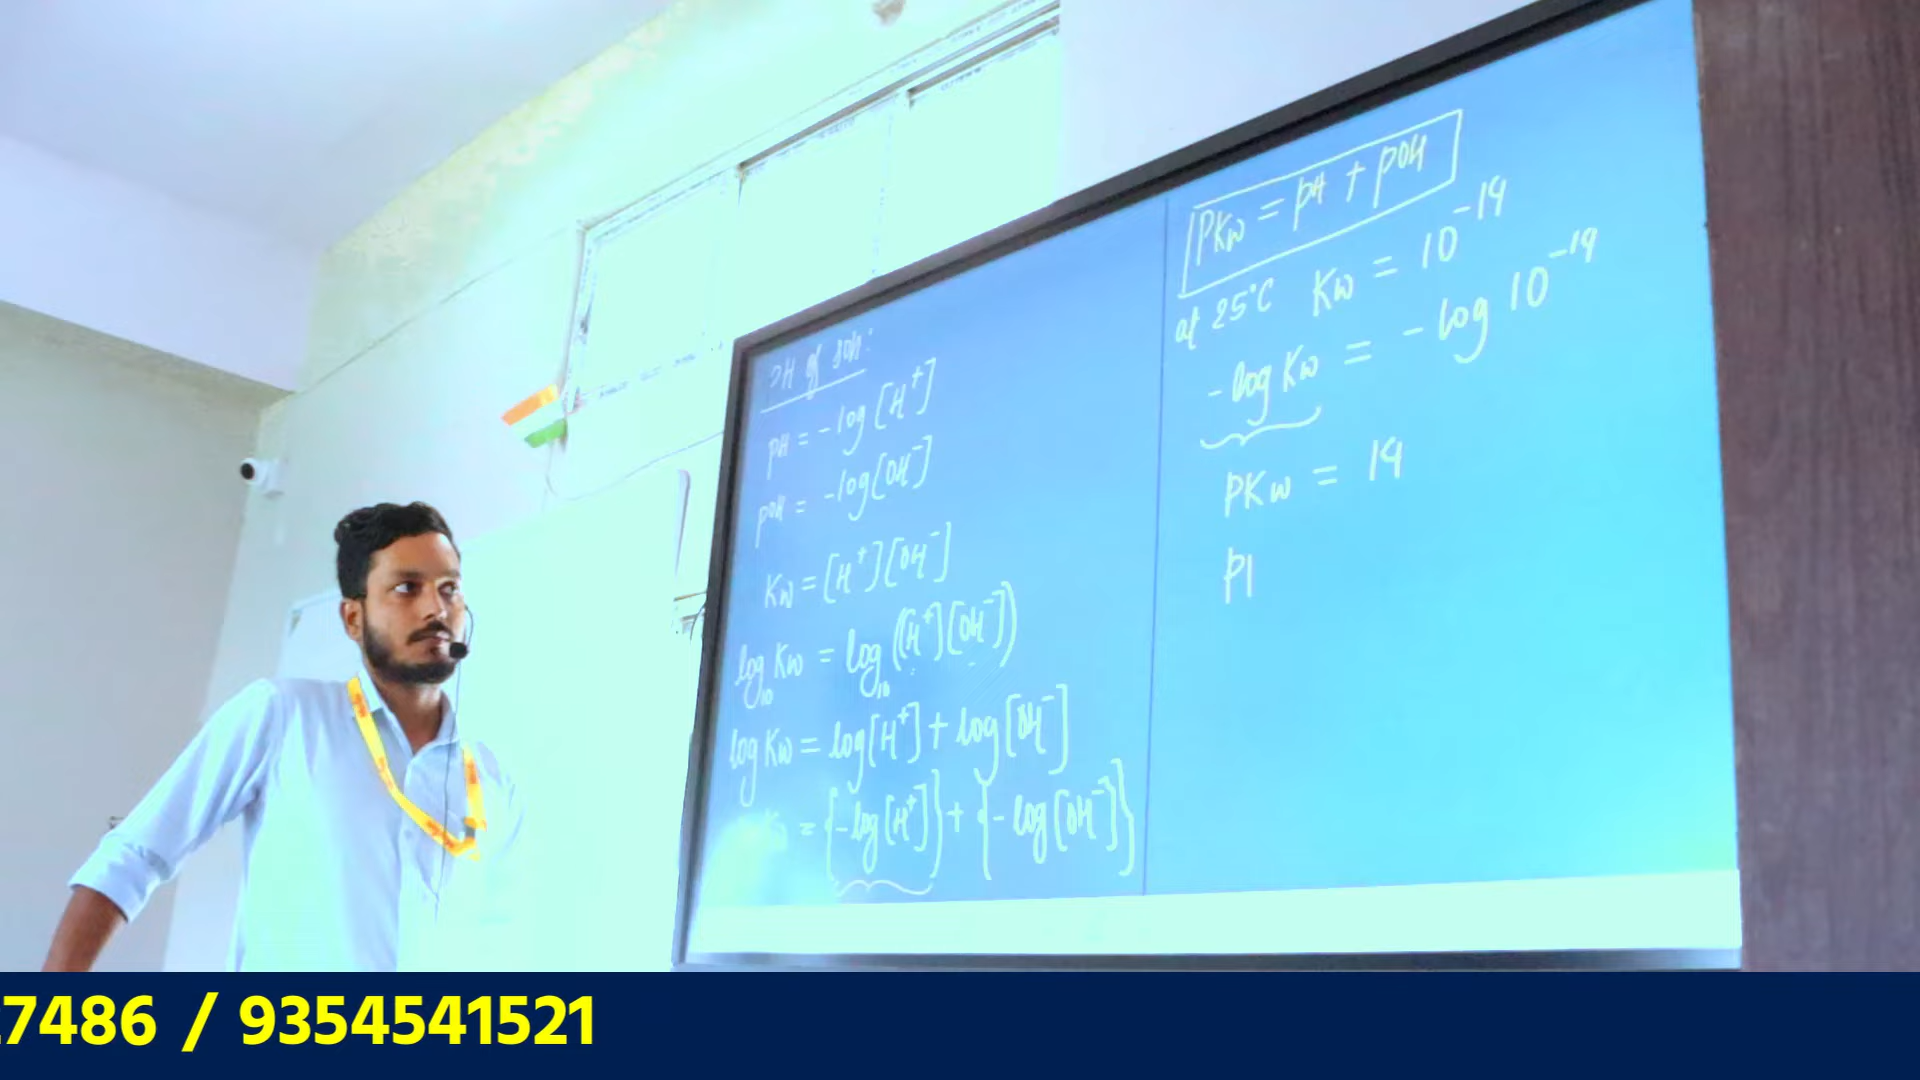 pH of soln:
pH = -log [H⁺]
pOH = -log [OH⁻]
Kw = [H⁺][OH⁻]
log₁₀ Kw = log₁₀ ([H⁺][OH⁻])
log Kw = log[H⁺] + log[OH⁻]
= {-log[H⁺]} + {-log[OH⁻]}
PKw = pH + pOH
at 25°C Kw = 10⁻¹⁴
-log Kw = -log 10⁻¹⁴
PKw = 14
7486 / 9354541521